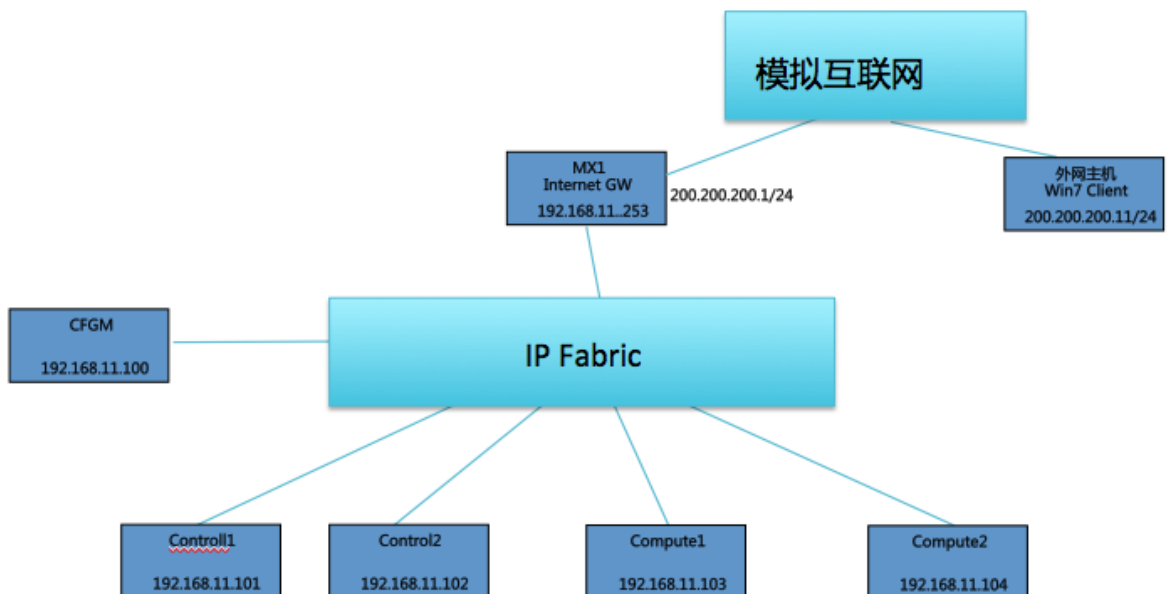 模拟互联网
MX1
Internet GW
192.168.11..253
200.200.200.1/24
外网主机
Win7 Client
200.200.200.11/24
CFGM
192.168.11.100
IP Fabric
Controll1
192.168.11.101
Control2
192.168.11.102
Compute1
192.168.11.103
Compute2
192.168.11.104